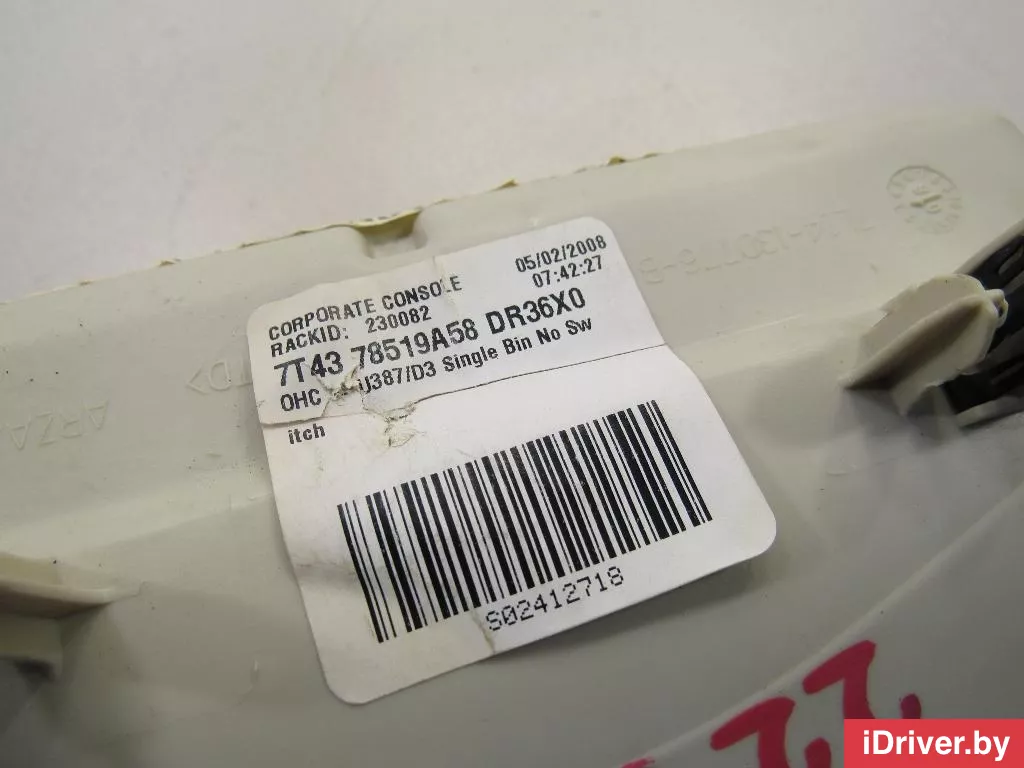 CORPORATE CONSOLE 05/02/2008
RACKID: 230082 07:42:27
7T43 78519A58 DR36X0
OHC U387/D3 Single Bin No Sw
itch
S02412718
22
iDriver.by